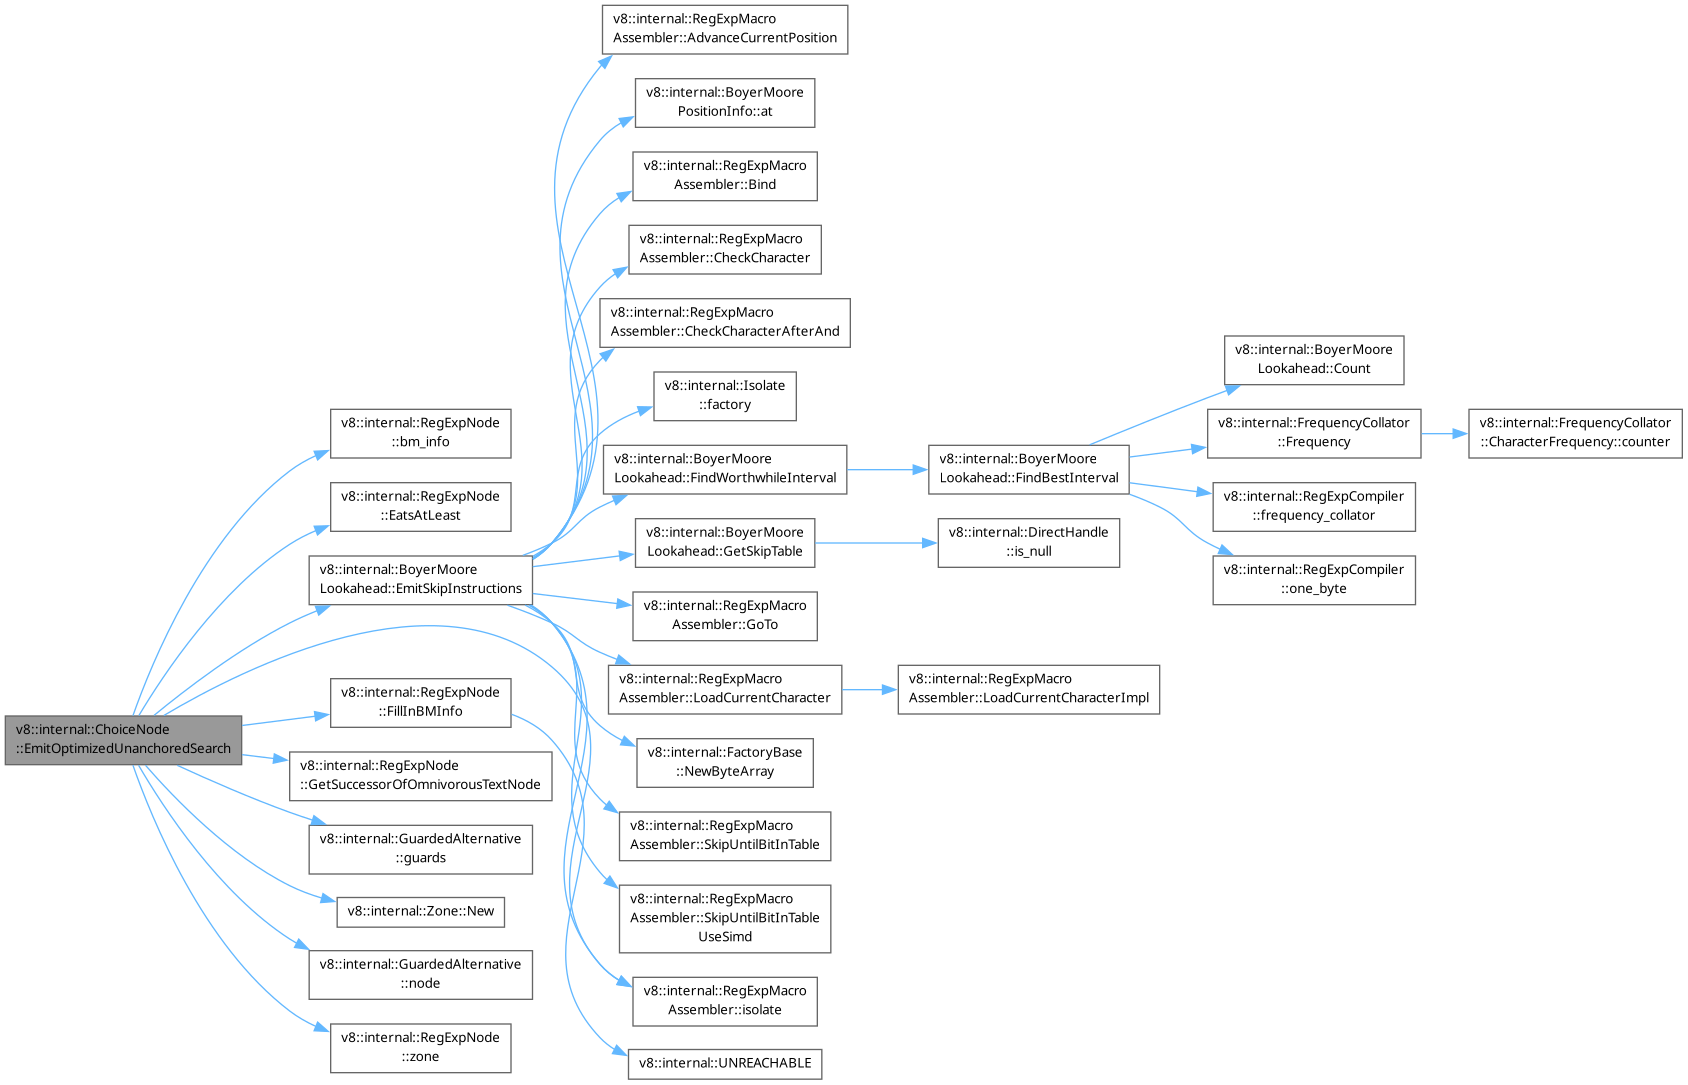 v8::internal::ChoiceNode
::EmitOptimizedUnanchoredSearch
v8::internal::RegExpNode
::bm_info
v8::internal::RegExpNode
::EatsAtLeast
v8::internal::BoyerMoore
Lookahead::EmitSkipInstructions
v8::internal::RegExpNode
::FillInBMInfo
v8::internal::RegExpNode
::GetSuccessorOfOmnivorousTextNode
v8::internal::GuardedAlternative
::guards
v8::internal::Zone::New
v8::internal::GuardedAlternative
::node
v8::internal::RegExpNode
::zone
v8::internal::RegExpMacro
Assembler::AdvanceCurrentPosition
v8::internal::BoyerMoore
PositionInfo::at
v8::internal::RegExpMacro
Assembler::Bind
v8::internal::RegExpMacro
Assembler::CheckCharacter
v8::internal::RegExpMacro
Assembler::CheckCharacterAfterAnd
v8::internal::Isolate
::factory
v8::internal::BoyerMoore
Lookahead::FindWorthwhileInterval
v8::internal::BoyerMoore
Lookahead::GetSkipTable
v8::internal::RegExpMacro
Assembler::GoTo
v8::internal::RegExpMacro
Assembler::LoadCurrentCharacter
v8::internal::FactoryBase
::NewByteArray
v8::internal::RegExpMacro
Assembler::SkipUntilBitInTable
v8::internal::RegExpMacro
Assembler::SkipUntilBitInTable
UseSimd
v8::internal::RegExpMacro
Assembler::isolate
v8::internal::UNREACHABLE
v8::internal::BoyerMoore
Lookahead::FindBestInterval
v8::internal::DirectHandle
::is_null
v8::internal::RegExpMacro
Assembler::LoadCurrentCharacterImpl
v8::internal::BoyerMoore
Lookahead::Count
v8::internal::FrequencyCollator
::Frequency
v8::internal::RegExpCompiler
::frequency_collator
v8::internal::RegExpCompiler
::one_byte
v8::internal::FrequencyCollator
::CharacterFrequency::counter